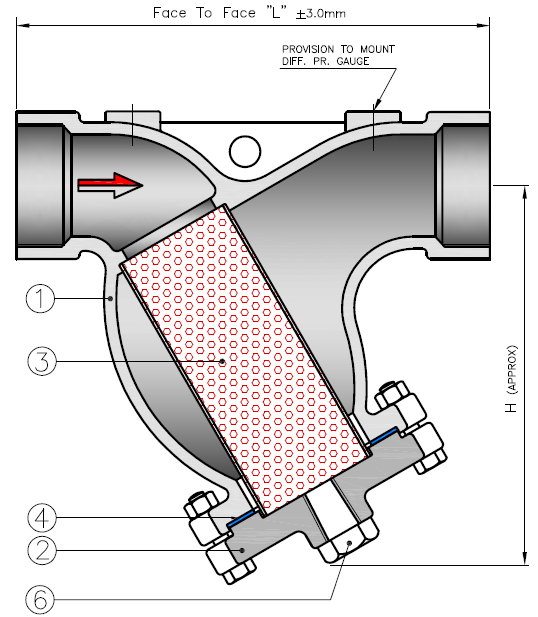 Face To Face "L" ±3.0mm
PROVISION TO MOUNT
DIFF. PR. GAUGE
1
3
H (APPROX)
4
2
6